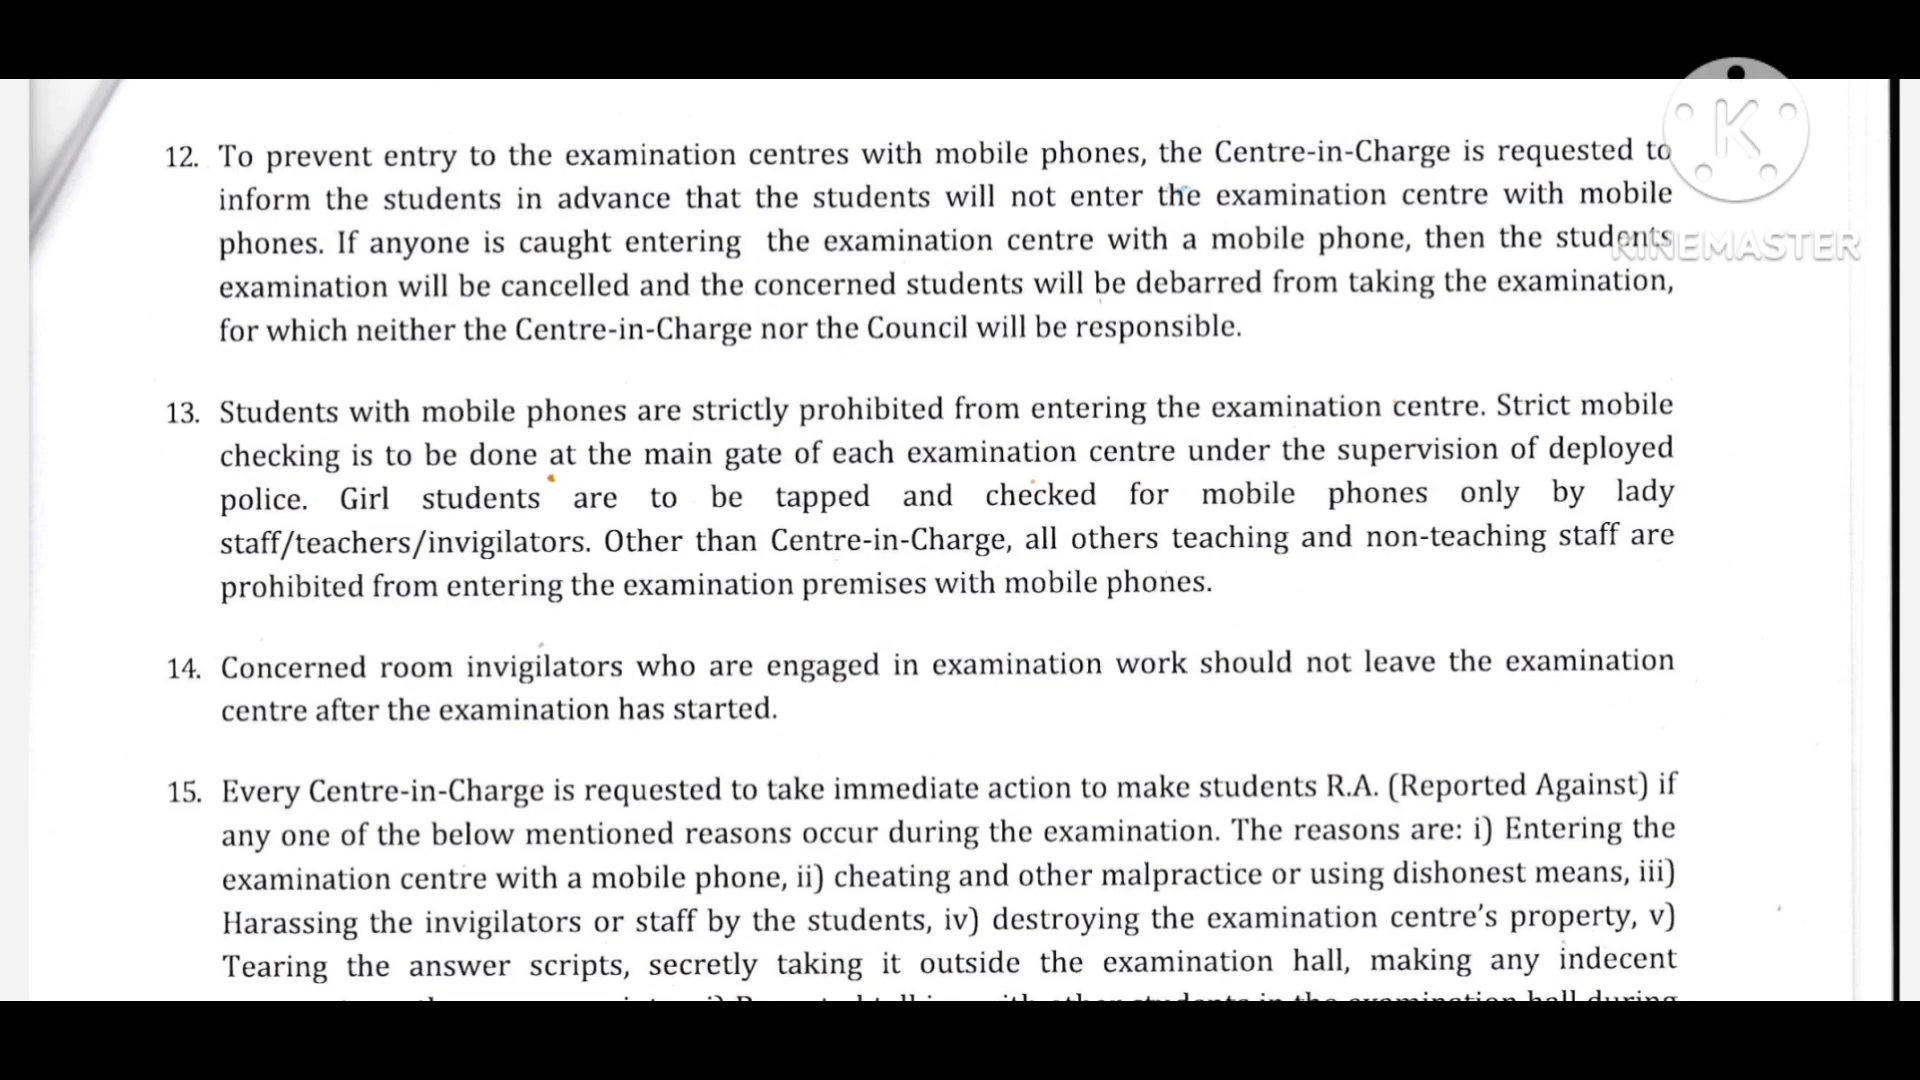 12. To prevent entry to the examination centres with mobile phones, the Centre-in-Charge is requested to
inform the students in advance that the students will not enter the examination centre with mobile
phones. If anyone is caught entering the examination centre with a mobile phone, then the students
examination will be cancelled and the concerned students will be debarred from taking the examination,
for which neither the Centre-in-Charge nor the Council will be responsible.
13. Students with mobile phones are strictly prohibited from entering the examination centre. Strict mobile
checking is to be done at the main gate of each examination centre under the supervision of deployed
police. Girl students are to be tapped and checked for mobile phones only by lady
staff/teachers/invigilators. Other than Centre-in-Charge, all others teaching and non-teaching staff are
prohibited from entering the examination premises with mobile phones.
14. Concerned room invigilators who are engaged in examination work should not leave the examination
centre after the examination has started.
15. Every Centre-in-Charge is requested to take immediate action to make students R.A. (Reported Against) if
any one of the below mentioned reasons occur during the examination. The reasons are: i) Entering the
examination centre with a mobile phone, ii) cheating and other malpractice or using dishonest means, iii)
Harassing the invigilators or staff by the students, iv) destroying the examination centre's property, v)
Tearing the answer scripts, secretly taking it outside the examination hall, making any indecent
students in the examination hall during
K
KINEMASTER